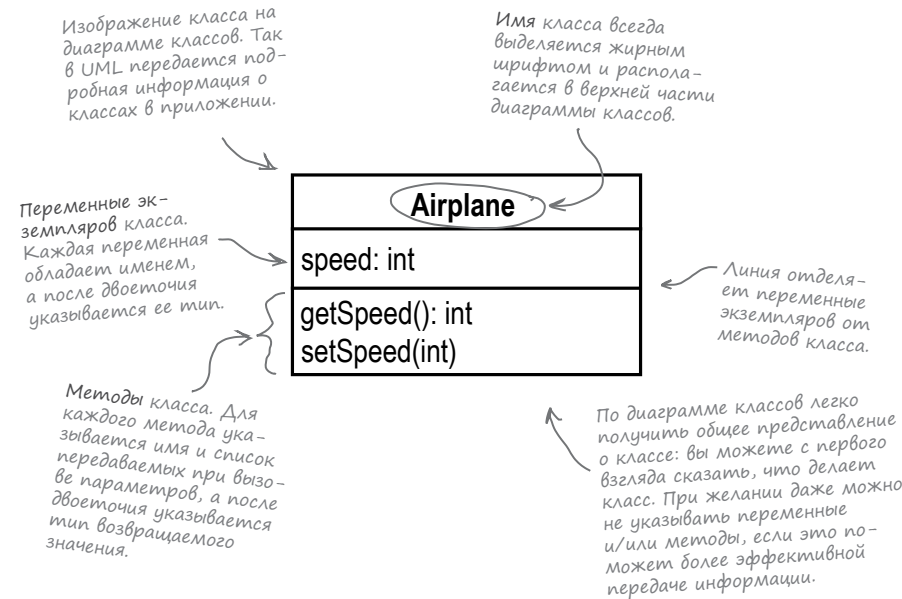 Изображение класса на
диаграмме классов. Так
в UML передается под-
робная информация о
классах в приложении.
Имя класса всегда
выделяется жирным
шрифтом и распола-
гается в верхней части
диаграммы классов.
Airplane
Переменные эк-
земпляров класса.
Каждая переменная
обладает именем,
а после двоеточия
указывается ее тип.
speed: int
Линия отделя-
ет переменные
экземпляров от
методов класса.
getSpeed(): int
setSpeed(int)
Методы класса. Для
каждого метода ука-
зывается имя и список
передаваемых при вызо-
ве параметров, а после
двоеточия указывается
тип возвращаемого
значения.
По диаграмме классов легко
получить общее представление
о классе: вы можете с первого
взгляда сказать, что делает
класс. При желании даже можно
не указывать переменные
и/или методы, если это по-
может более эффективной
передаче информации.